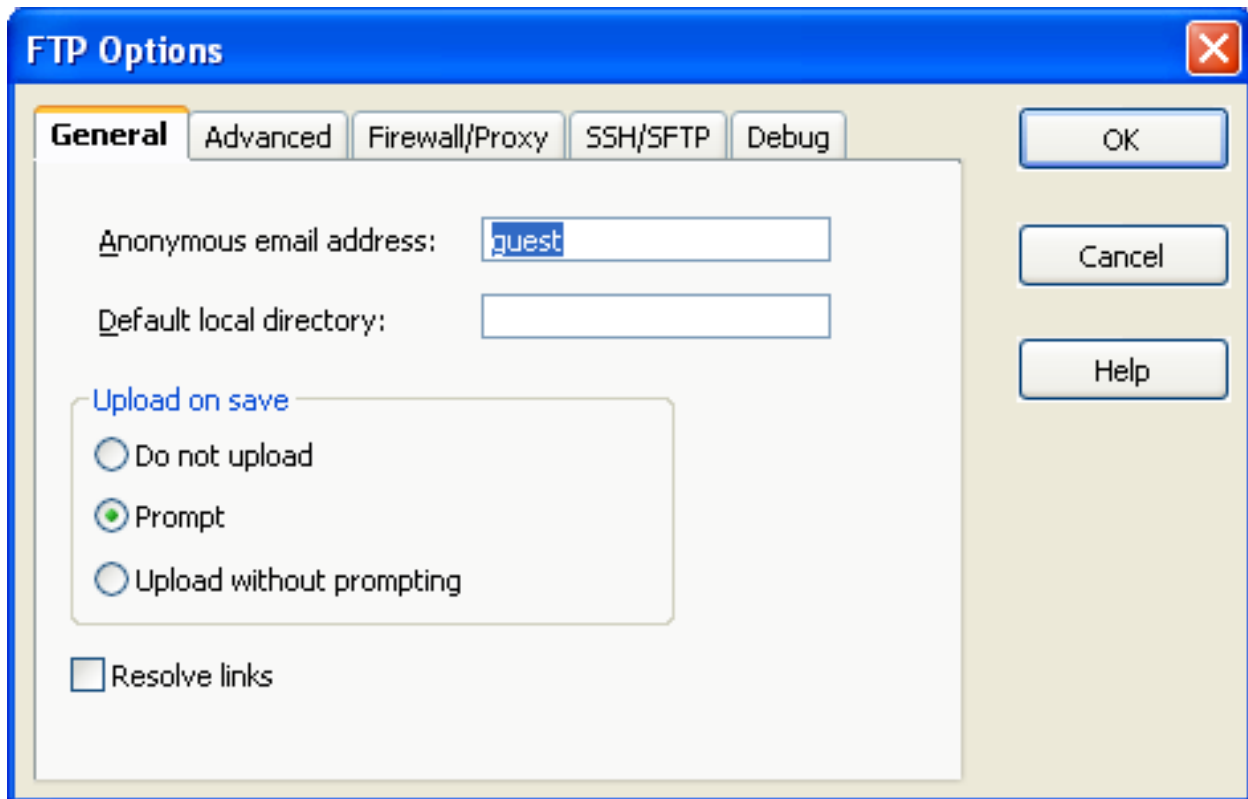 FTP Options
General Advanced Firewall/Proxy SSH/SFTP Debug
OK
Anonymous email address: guest
Cancel
Default local directory:
Help
Upload on save
Do not upload
Prompt
Upload without prompting
Resolve links